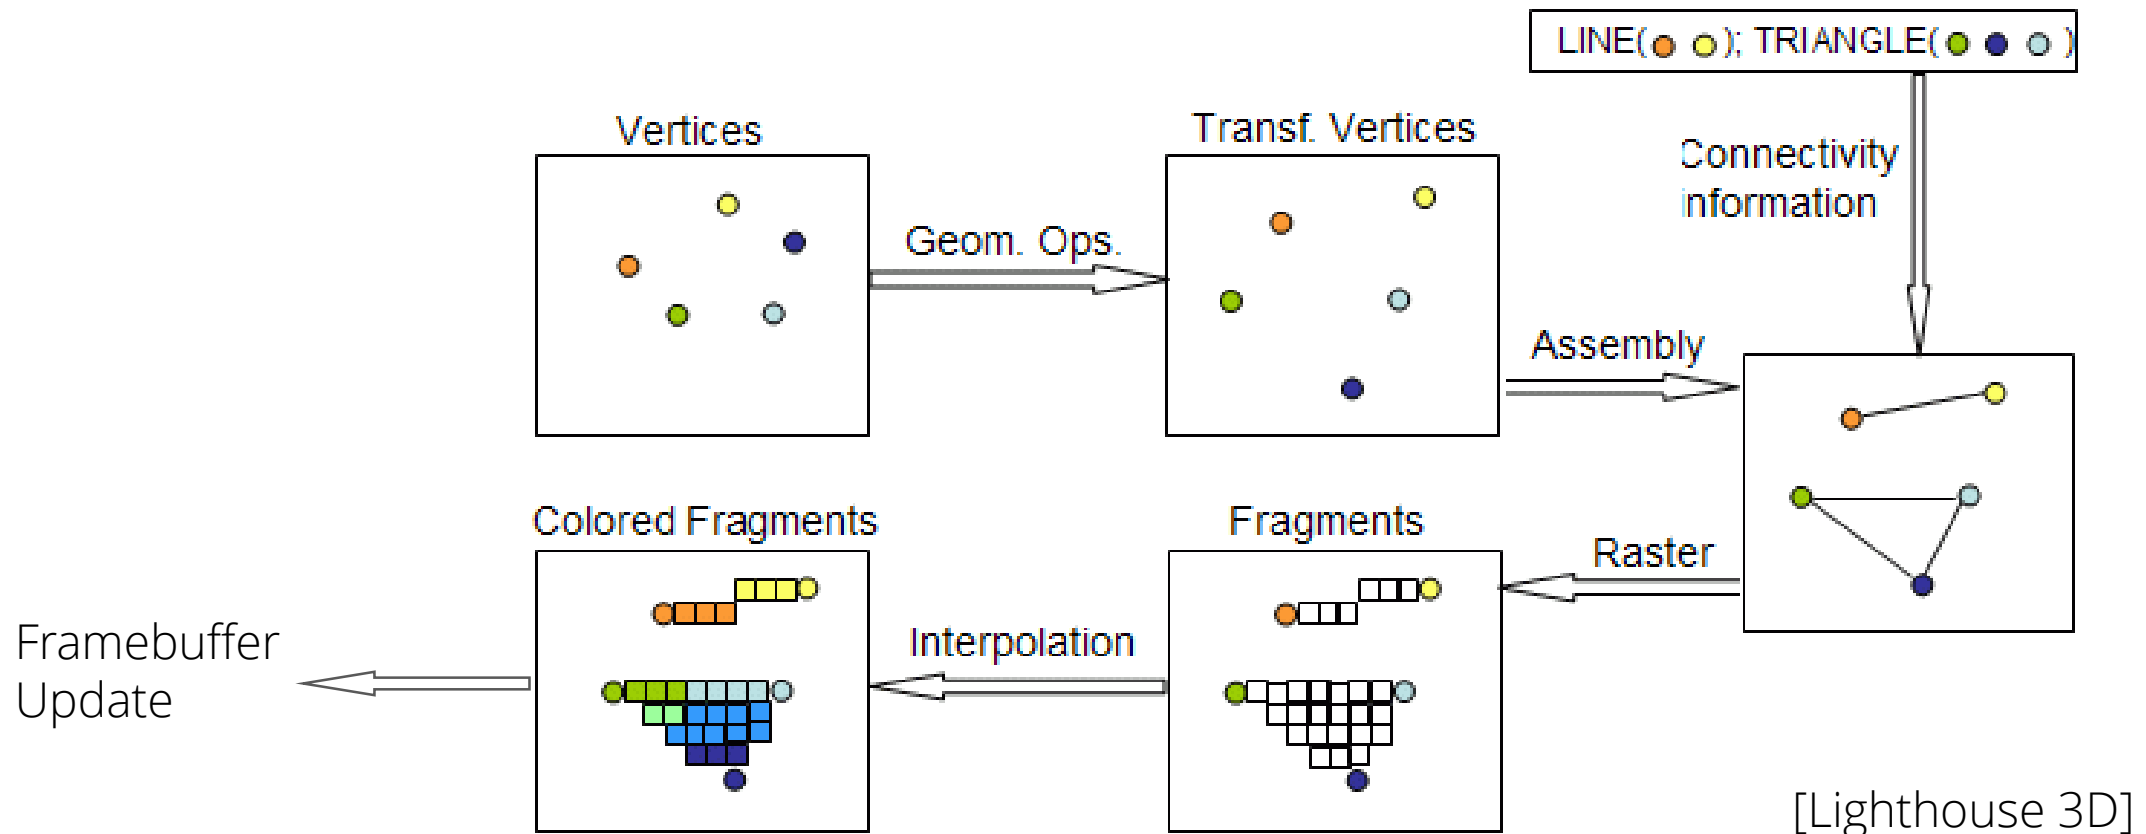 LINE( ); TRIANGLE( )
Vertices
Transf. Vertices
Connectivity
information
Geom. Ops.
Assembly
Colored Fragments
Fragments
Raster
Interpolation
Framebuffer
Update
[Lighthouse 3D]